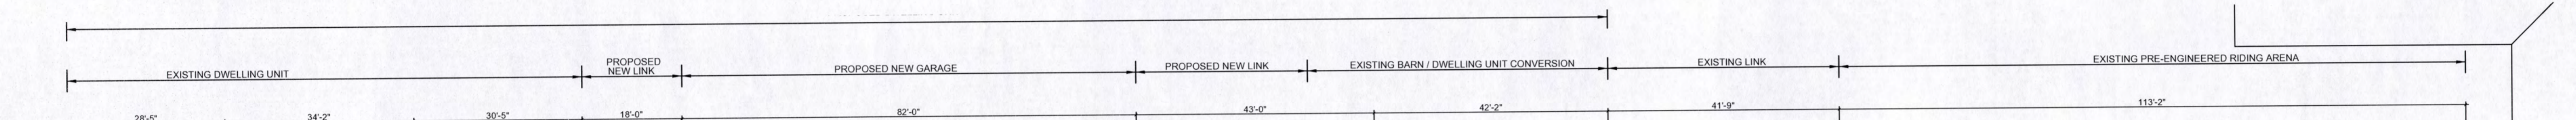 EXISTING DWELLING UNIT
PROPOSED
NEW LINK
PROPOSED NEW GARAGE
PROPOSED NEW LINK
EXISTING BARN / DWELLING UNIT CONVERSION
EXISTING LINK
EXISTING PRE-ENGINEERED RIDING ARENA
28'-5"
34'-2"
30'-5"
18'-0"
82'-0"
43'-0"
42'-2"
41'-9"
113'-2"